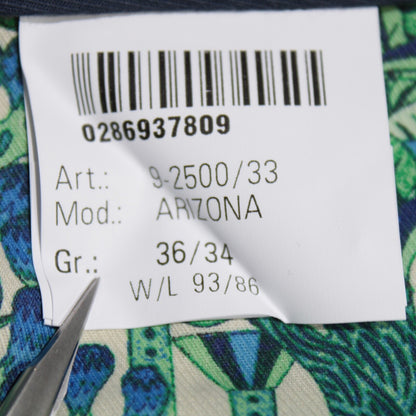 0286937809
Art.: 9-2500/33
Mod.: ARIZONA
Gr.: 36/34
W/L 93/86